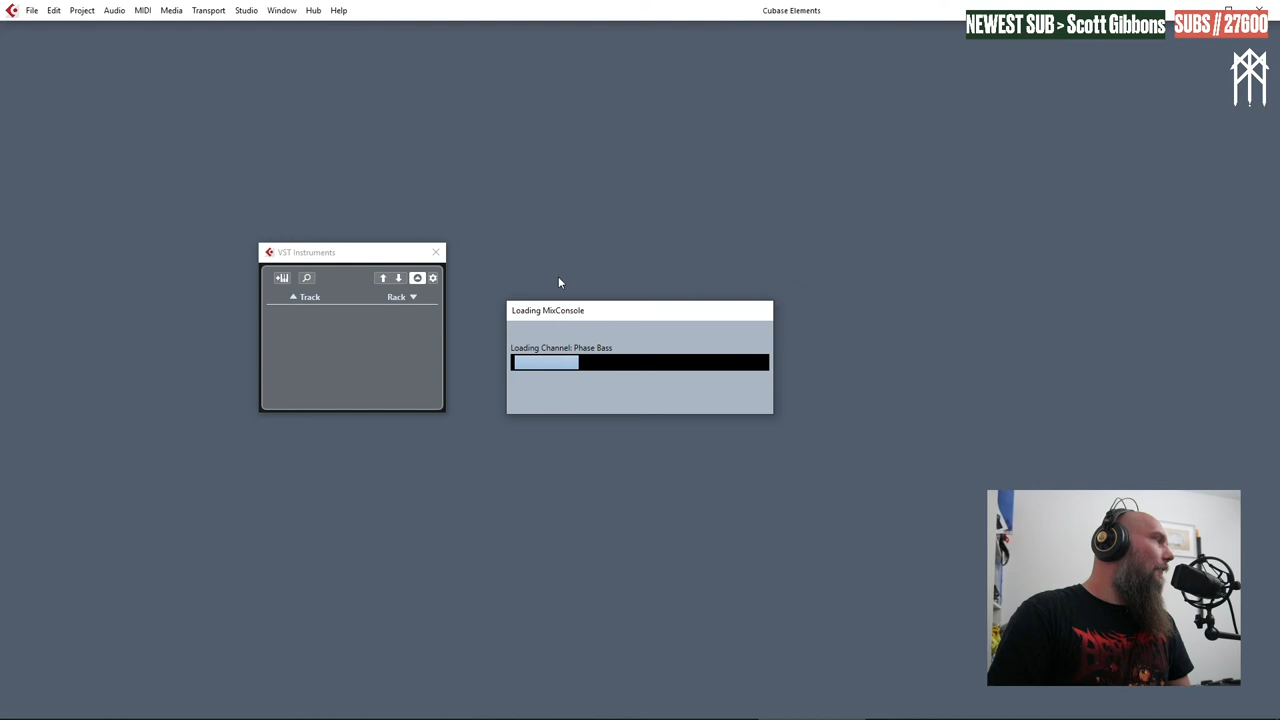 File Edit Project Audio MIDI Media Transport Studio Window Hub Help
Cubase Elements
NEWEST SUB > Scott Gibbons
SUBS // 27600
VST Instruments
Track
Rack
Loading MixConsole
Loading Channel: Phase Bass